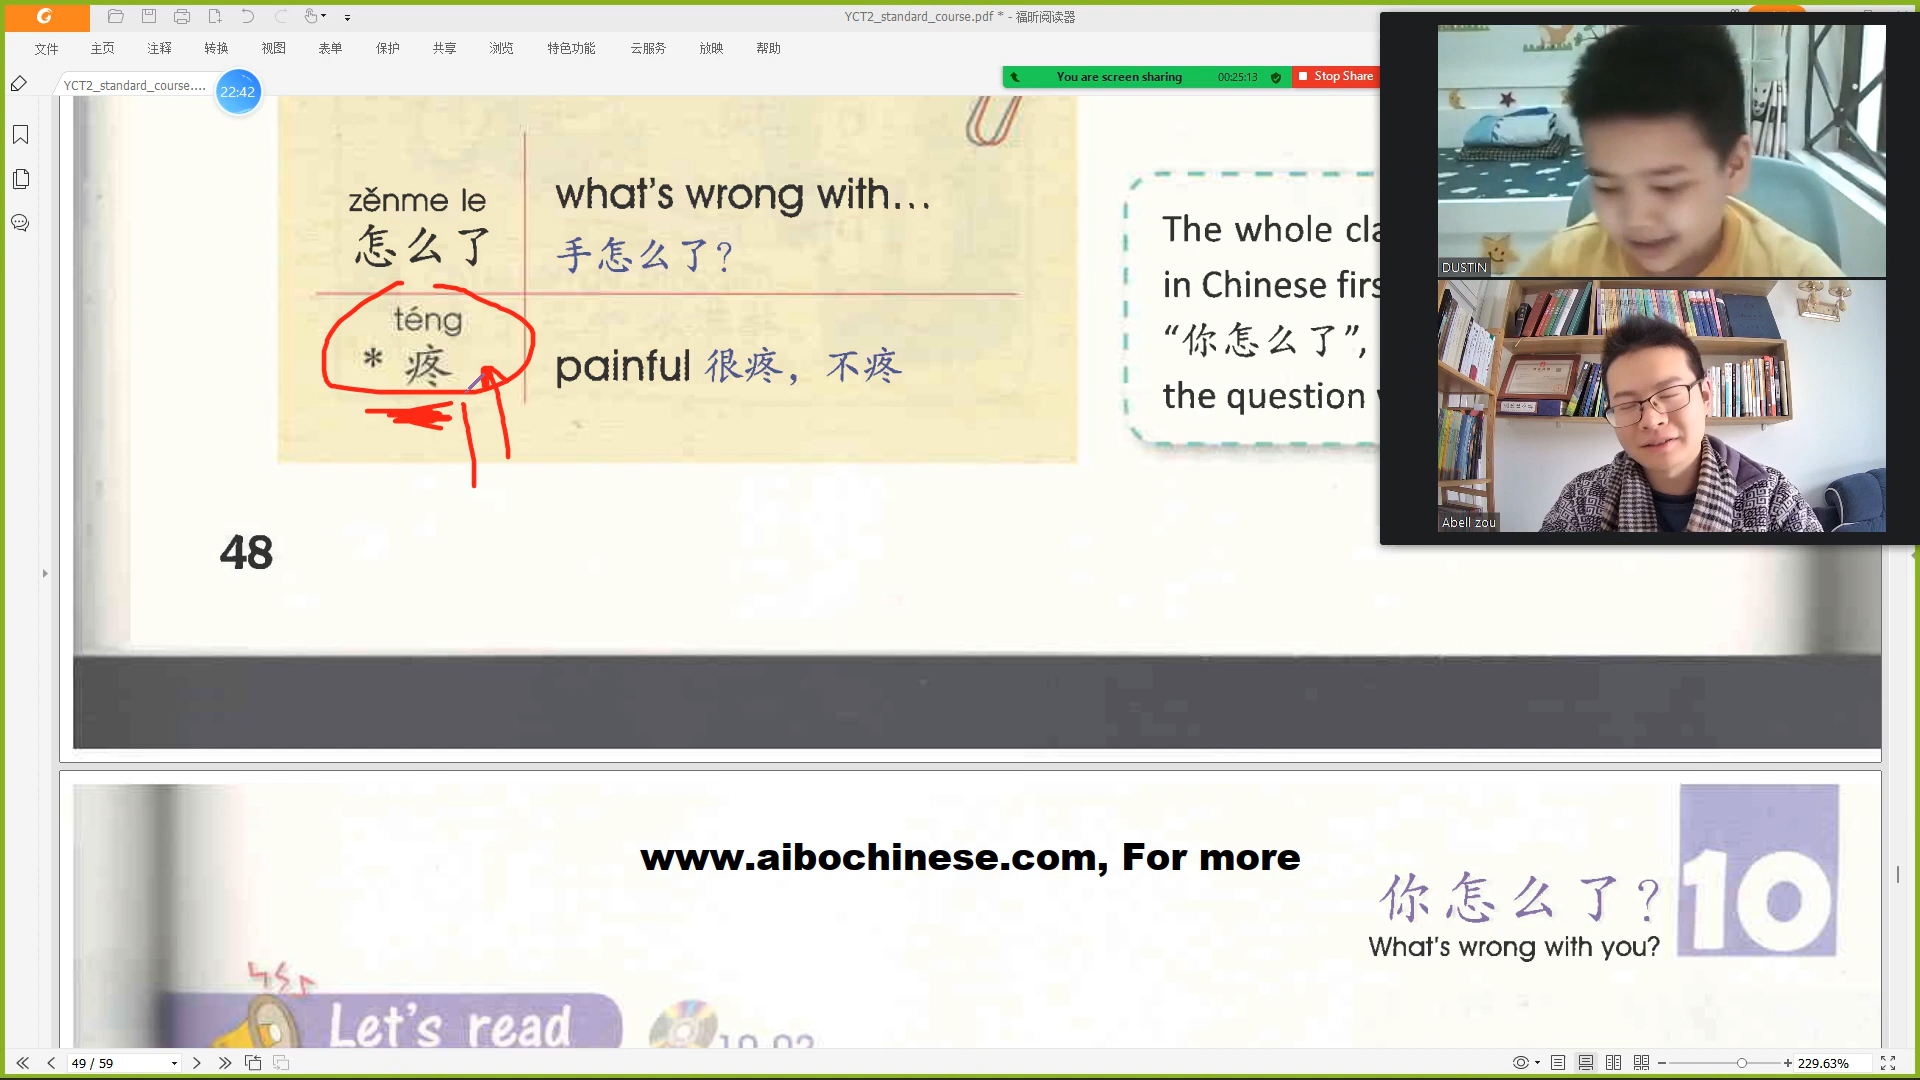 YCT2_standard_course.pdf * - 福昕阅读器
文件 主页 注释 转换 视图 表单 保护 共享 浏览 特色功能 云服务 放映 帮助
YCT2_standard_course....
22:42
You are screen sharing 00:25:13 Stop Share
zěnme le
怎么了
what's wrong with...
手怎么了?
téng
* 疼
painful 很疼，不疼
The whole cla
in Chinese firs
“你怎么了”,
the question
48
DUSTIN
Abell zou
www.aibochinese.com, For more
你怎么了?
What's wrong with you?
10
Let's read
49 / 59
229.63%